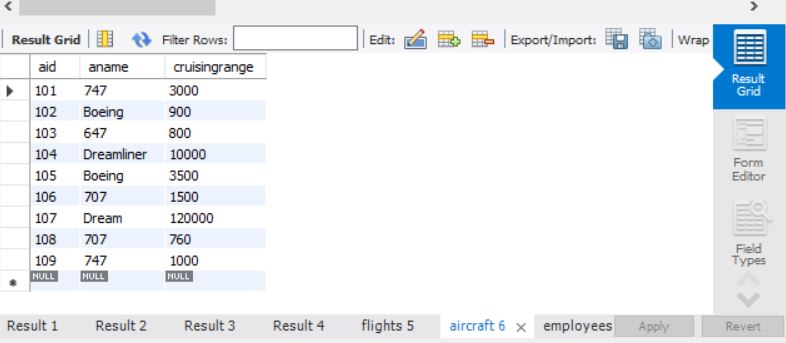 Result Grid Filter Rows: Edit: Export/Import: Wrap
Result
Grid
Form
Editor
Field
Types
aid aname cruisingrange
101 747 3000
102 Boeing 900
103 647 800
104 Dreamliner 10000
105 Boeing 3500
106 707 1500
107 Dream 120000
108 707 760
109 747 1000
NULL NULL NULL
Result 1 Result 2 Result 3 Result 4 flights 5 aircraft 6 employees Apply Revert